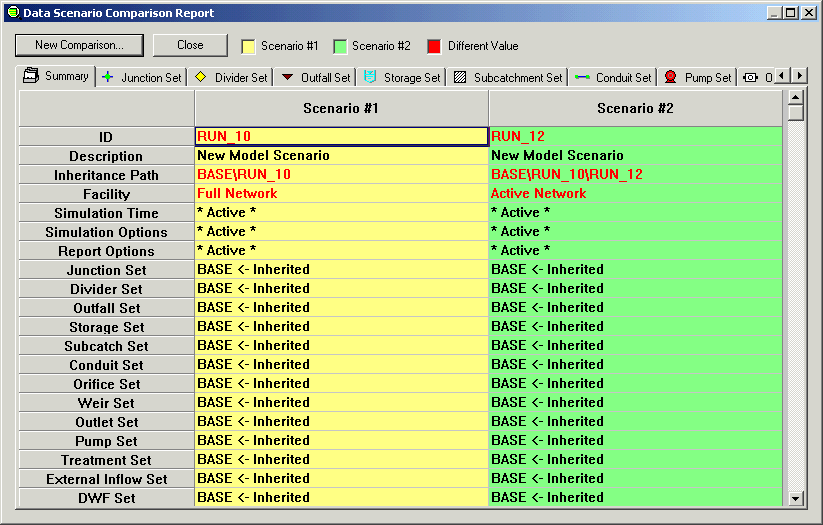 Data Scenario Comparison Report
New Comparison... Close Scenario #1 Scenario #2 Different Value
Summary Junction Set Divider Set Outfall Set Storage Set Subcatchment Set Conduit Set Pump Set O
Scenario #1 Scenario #2
ID RUN_10 RUN_12
Description New Model Scenario New Model Scenario
Inheritance Path BASE\RUN_10 BASE\RUN_10\RUN_12
Facility Full Network Active Network
Simulation Time * Active * * Active *
Simulation Options * Active * * Active *
Report Options * Active * * Active *
Junction Set BASE <- Inherited BASE <- Inherited
Divider Set BASE <- Inherited BASE <- Inherited
Outfall Set BASE <- Inherited BASE <- Inherited
Storage Set BASE <- Inherited BASE <- Inherited
Subcatch Set BASE <- Inherited BASE <- Inherited
Conduit Set BASE <- Inherited BASE <- Inherited
Orifice Set BASE <- Inherited BASE <- Inherited
Weir Set BASE <- Inherited BASE <- Inherited
Outlet Set BASE <- Inherited BASE <- Inherited
Pump Set BASE <- Inherited BASE <- Inherited
Treatment Set BASE <- Inherited BASE <- Inherited
External Inflow Set BASE <- Inherited BASE <- Inherited
DWF Set BASE <- Inherited BASE <- Inherited